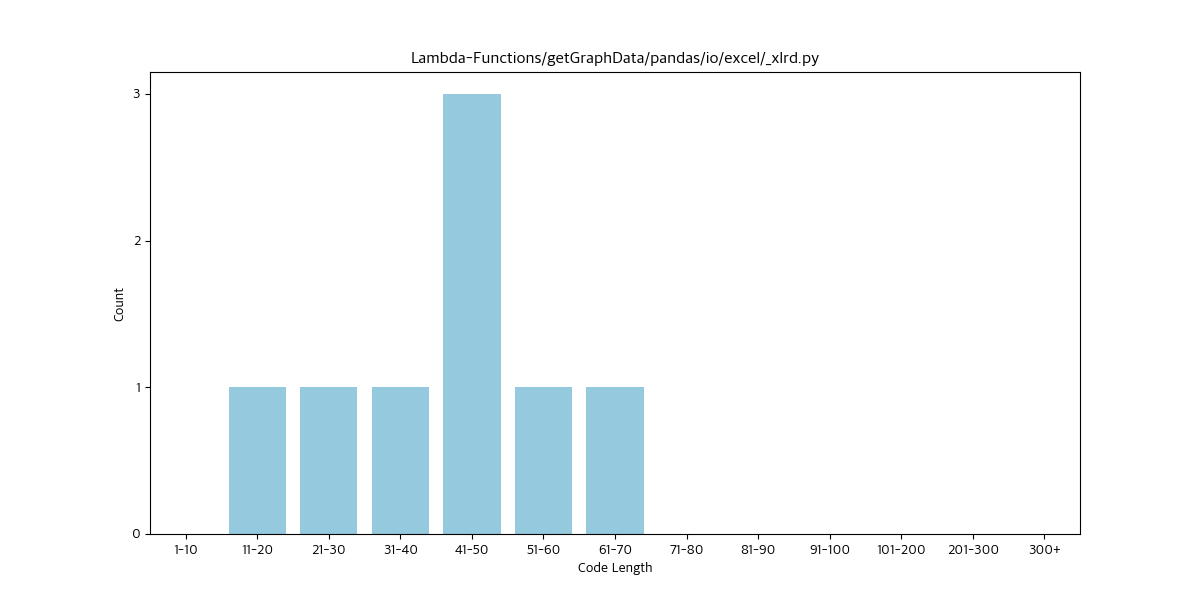 Lambda-Functions/getGraphData/pandas/io/excel/_xlrd.py
3
2
1
0
Count
1-10 11-20 21-30 31-40 41-50 51-60 61-70 71-80 81-90 91-100 101-200 201-300 300+
Code Length